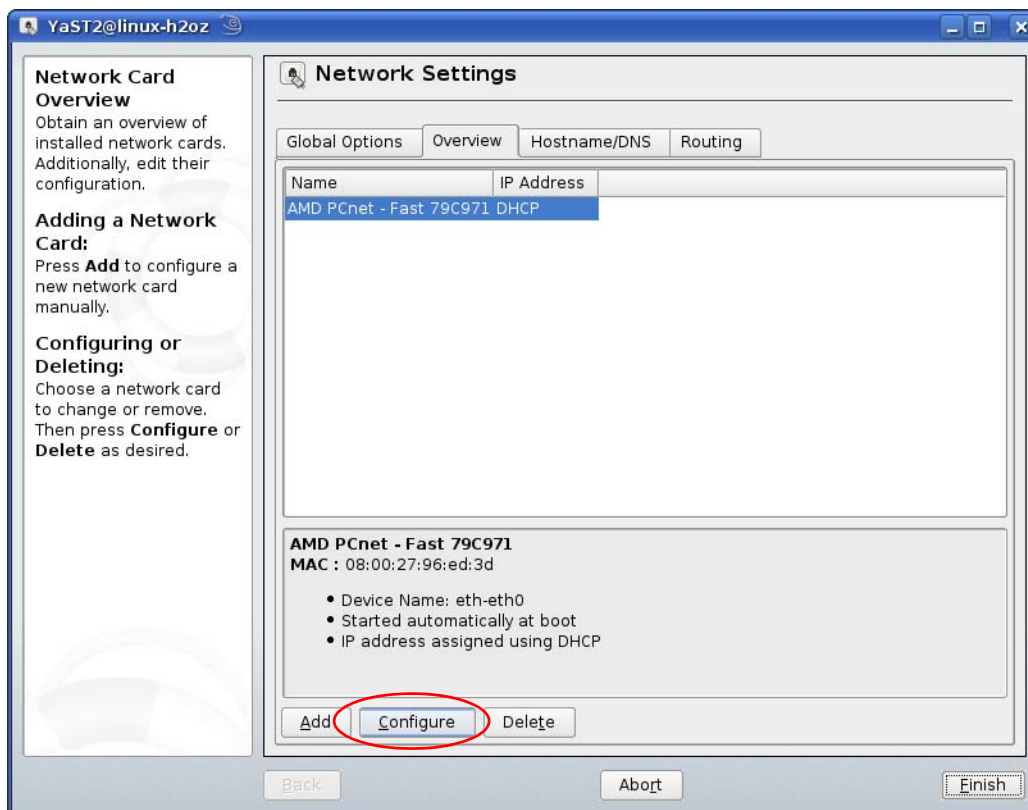 YaST2@linux-h2oz
Network Card
Overview
Obtain an overview of
installed network cards.
Additionally, edit their
configuration.
Adding a Network
Card:
Press Add to configure a
new network card
manually.
Configuring or
Deleting:
Choose a network card
to change or remove.
Then press Configure or
Delete as desired.
Network Settings
Global Options Overview Hostname/DNS Routing
Name IP Address
AMD PCnet - Fast 79C971 DHCP
AMD PCnet - Fast 79C971
MAC : 08:00:27:96:ed:3d
• Device Name: eth-eth0
• Started automatically at boot
• IP address assigned using DHCP
Add Configure Delete
Back Abort Finish